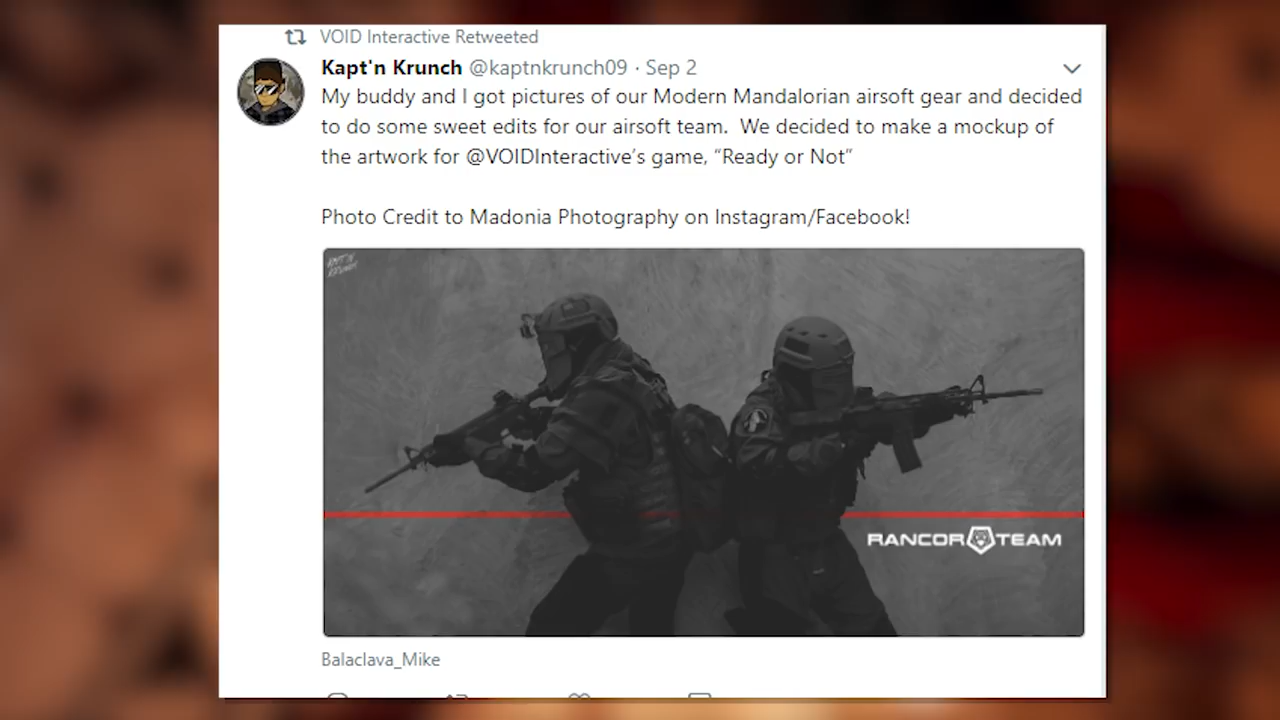 VOID Interactive Retweeted
Kapt'n Krunch @kaptnkrunch09 · Sep 2
My buddy and I got pictures of our Modern Mandalorian airsoft gear and decided
to do some sweet edits for our airsoft team.  We decided to make a mockup of
the artwork for @VOIDInteractive’s game, “Ready or Not”
Photo Credit to Madonia Photography on Instagram/Facebook!
KAPT'N
KRUNCH
RANCOR TEAM
Balaclava_Mike